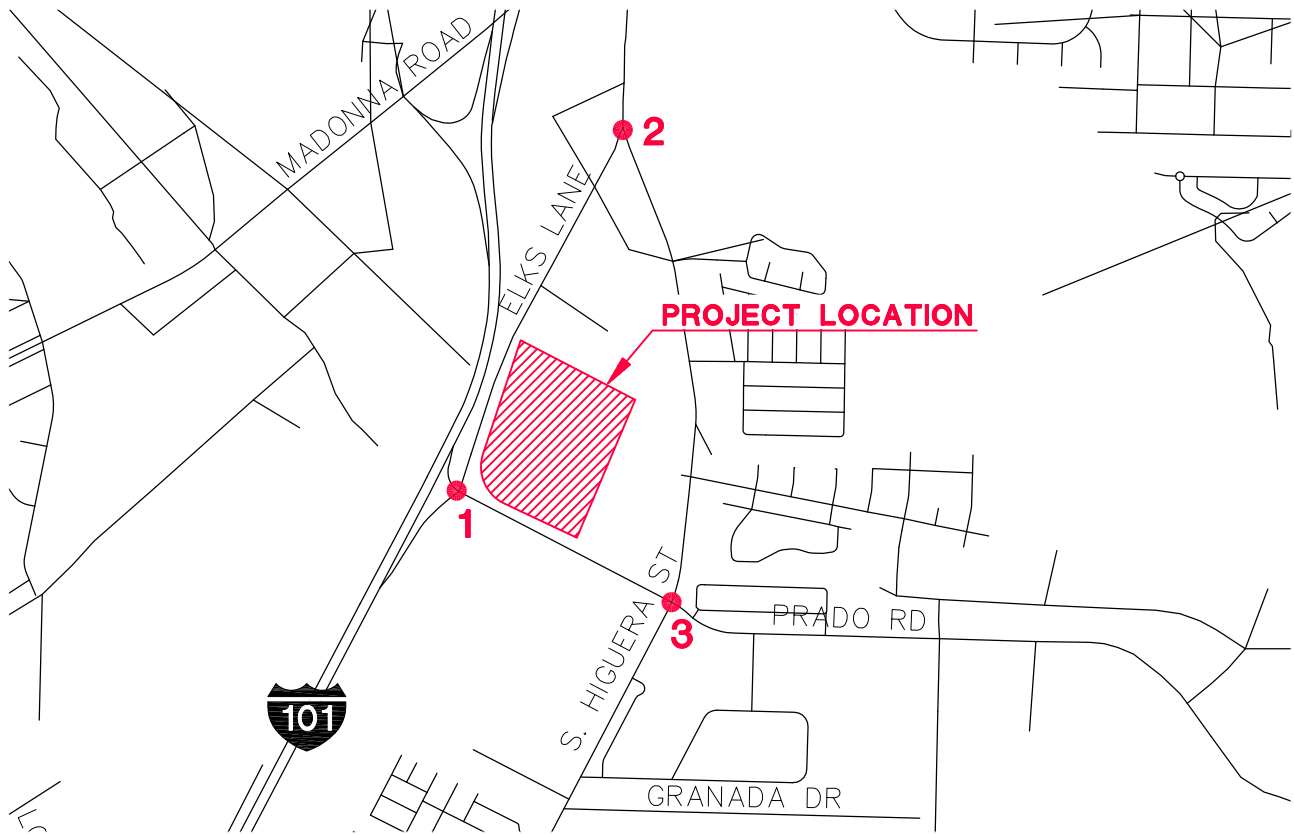 MADONNA ROAD
2
ELKS LANE
PROJECT LOCATION
1
S. HIGUERA ST
3
PRADO RD
101
GRANADA DR